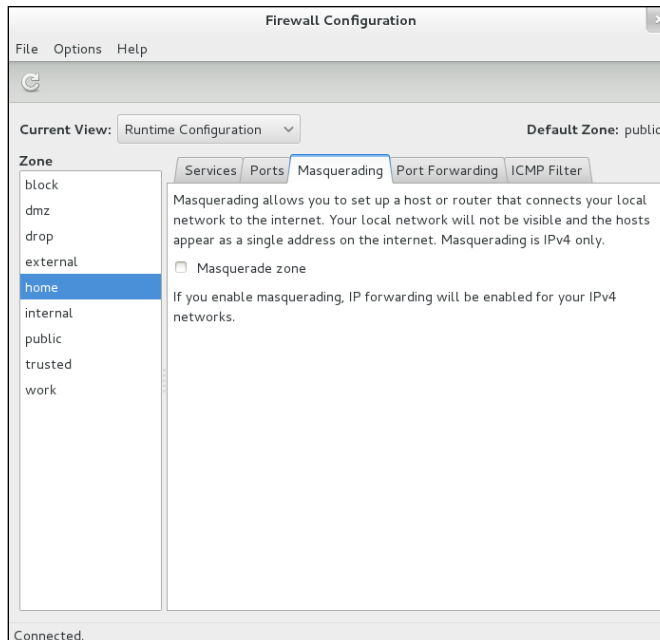 Firewall Configuration
File Options Help
Current View: Runtime Configuration Default Zone: public
Zone
block
dmz
drop
external
home
internal
public
trusted
work
Services Ports Masquerading Port Forwarding ICMP Filter
Masquerading allows you to set up a host or router that connects your local
network to the internet. Your local network will not be visible and the hosts
appear as a single address on the internet. Masquerading is IPv4 only.
Masquerade zone
If you enable masquerading, IP forwarding will be enabled for your IPv4
networks.
Connected.